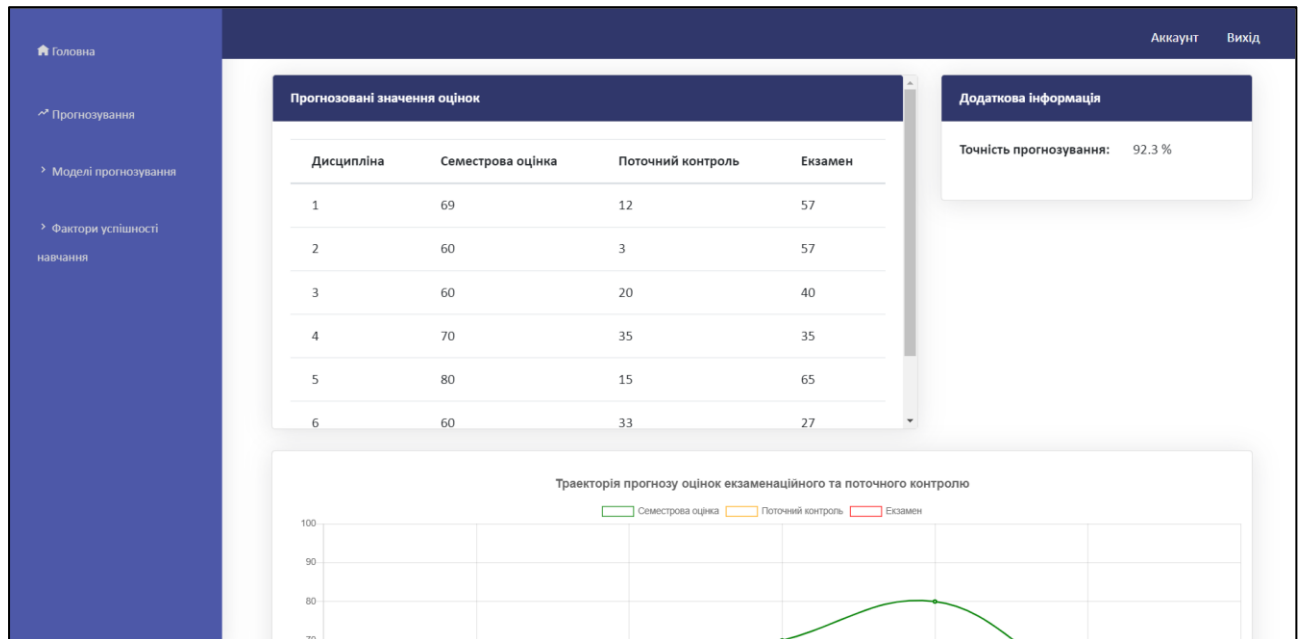 Головна
Прогнозування
Моделі прогнозування
Фактори успішності
навчання
Аккаунт Вихід
Прогнозовані значення оцінок
Дисципліна Семестрова оцінка Поточний контроль Екзамен
1 69 12 57
2 60 3 57
3 60 20 40
4 70 35 35
5 80 15 65
6 60 33 27
Додаткова інформація
Точність прогнозування: 92.3 %
Траекторія прогнозу оцінок екзаменаційного та поточного контролю
Семестрова оцінка Поточний контроль Екзамен
100
90
80
70